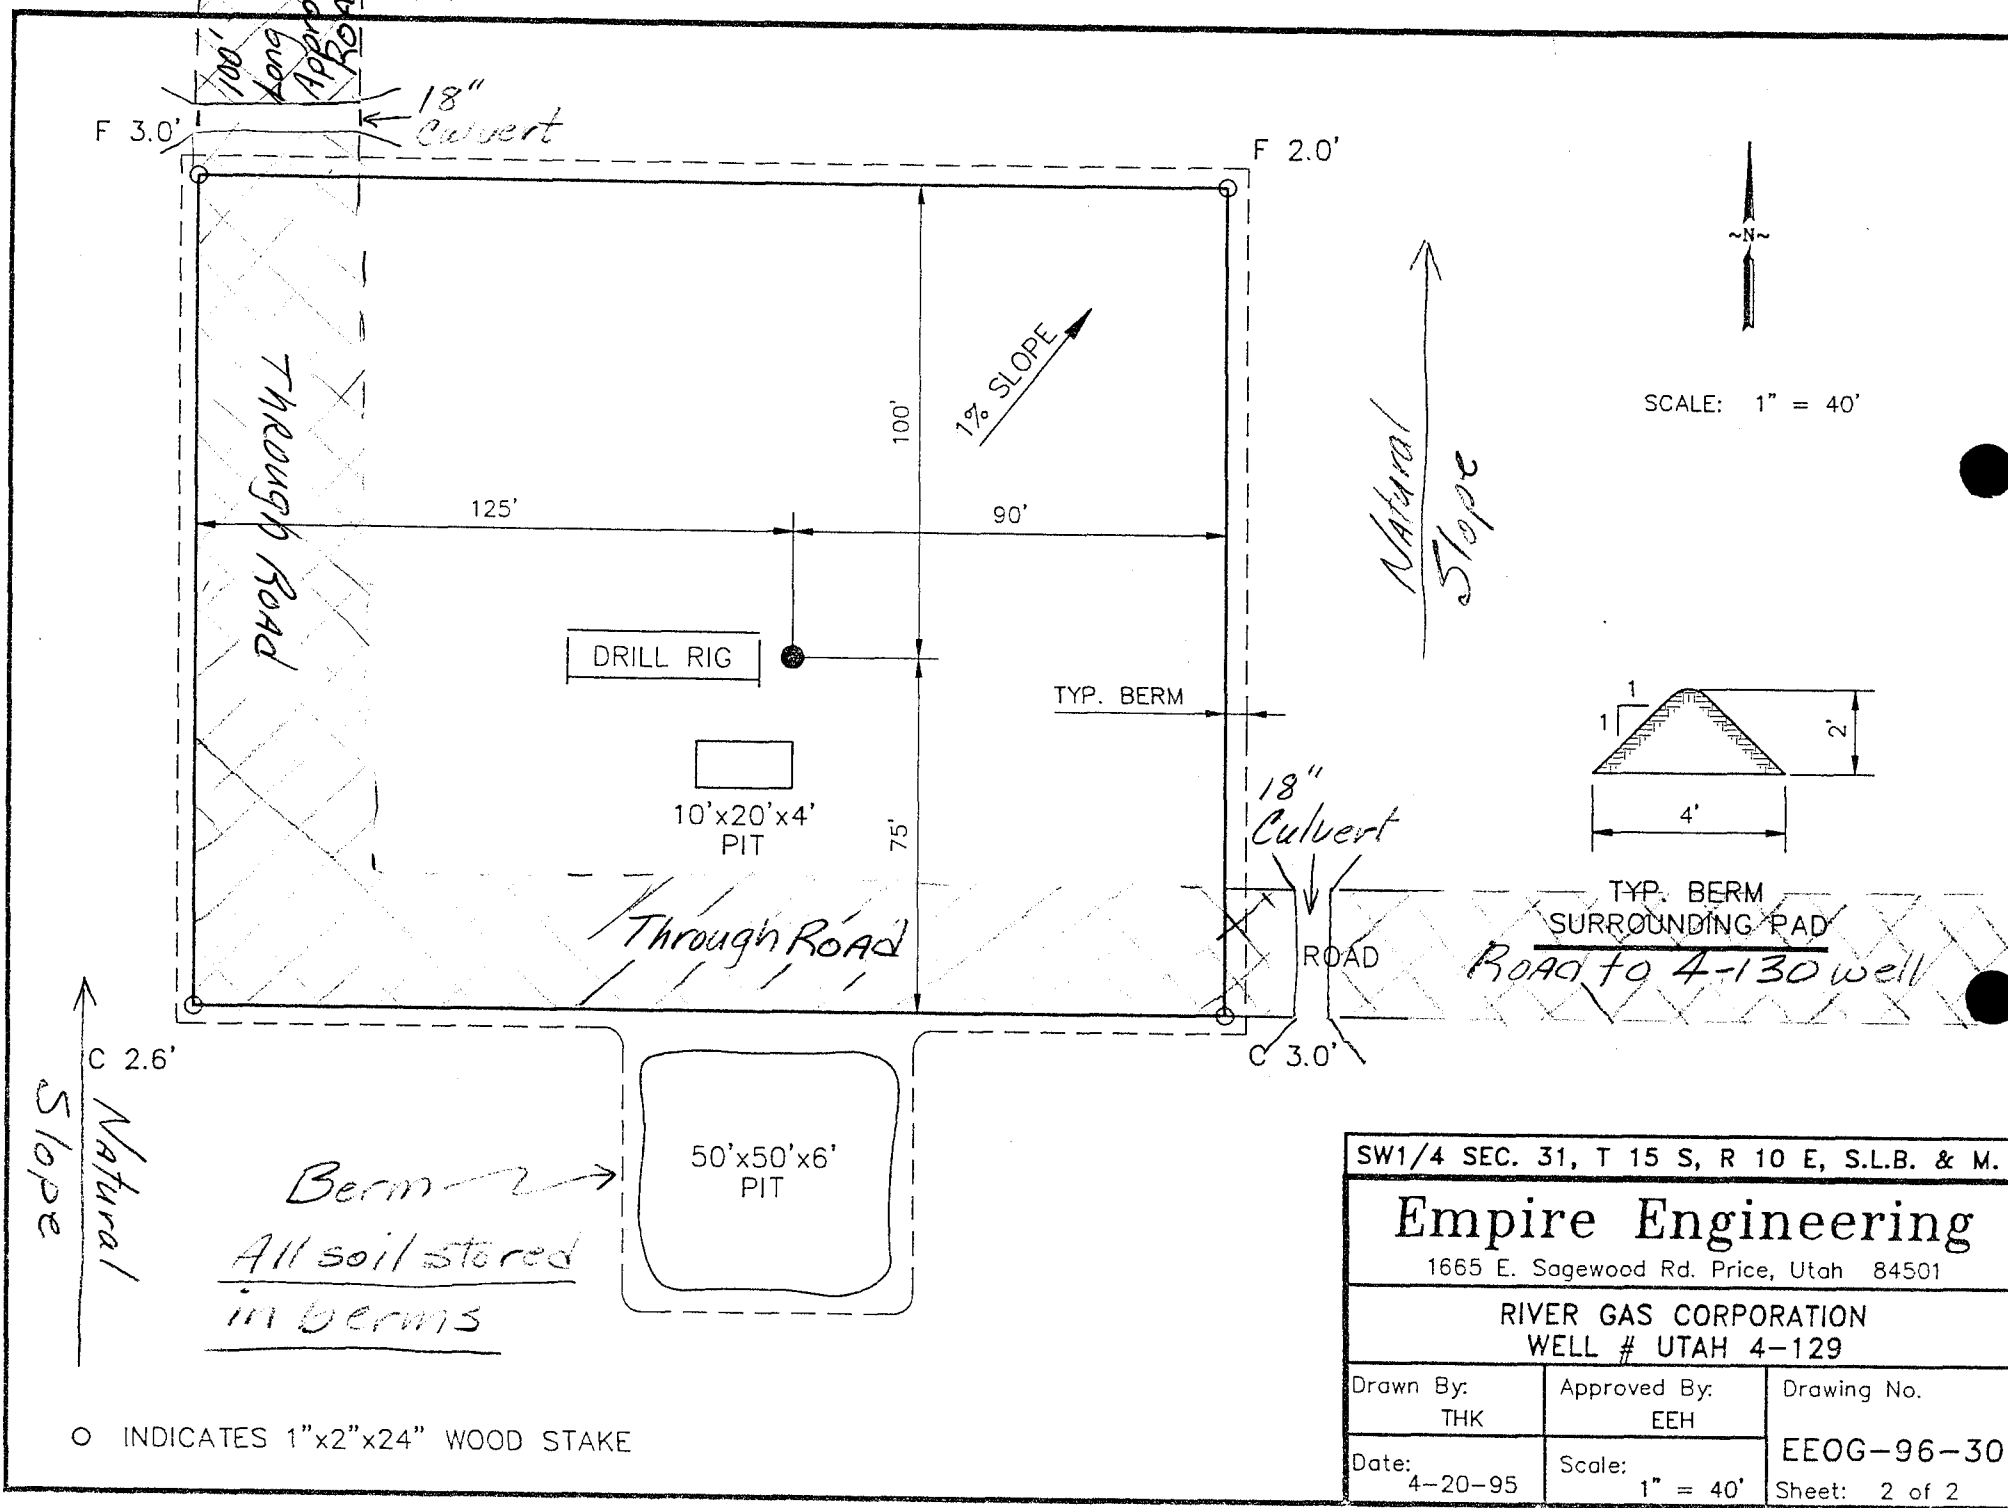 100'
long
18"
Culvert
F 3.0'
F 2.0'
~N~
SCALE: 1" = 40'
1% SLOPE
100'
Natural
Slope
Through Road
125'
90'
DRILL RIG
TYP. BERM
1
1
2'
4'
10'x20'x4'
PIT
75'
18"
Culvert
TYP. BERM
SURROUNDING PAD
Through Road
ROAD
Road to 4-130 well
C 2.6'
C 3.0'
Natural
Slope
50'x50'x6'
PIT
Berm
All soil stored
in berms
SW1/4 SEC. 31, T 15 S, R 10 E, S.L.B. & M.
Empire Engineering
1665 E. Sagewood Rd. Price, Utah 84501
RIVER GAS CORPORATION
WELL # UTAH 4-129
Drawn By:
THK
Approved By:
EEH
Drawing No.
EEOG-96-30
Date:
4-20-95
Scale:
1" = 40'
Sheet: 2 of 2
O INDICATES 1"x2"x24" WOOD STAKE